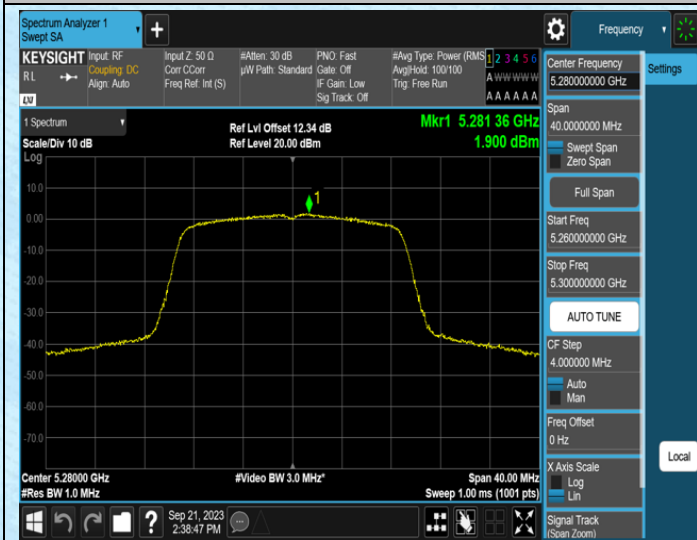 Spectrum Analyzer 1
Swept SA
+
Frequency
KEYSIGHT
RL
LXI
Input: RF
Coupling: DC
Align: Auto
Input Z: 50 Ω
Corr CCorr
Freq Ref: Int (S)
#Atten: 30 dB
µW Path: Standard
PNO: Fast
Gate: Off
IF Gain: Low
Sig Track: Off
#Avg Type: Power (RMS
Avg|Hold: 100/100
Trig: Free Run
1 2 3 4 5 6
A W W W W W
A A A A A A
1 Spectrum
Scale/Div 10 dB
Log
Ref Lvl Offset 12.34 dB
Ref Level 20.00 dBm
Mkr1 5.281 36 GHz
1.900 dBm
10.0
0.00
-10.0
-20.0
-30.0
-40.0
-50.0
-60.0
-70.0
1
Center 5.28000 GHz
#Res BW 1.0 MHz
#Video BW 3.0 MHz*
Span 40.00 MHz
Sweep 1.00 ms (1001 pts)
?
Sep 21, 2023
2:38:47 PM
Center Frequency
5.280000000 GHz
Span
40.0000000 MHz
Swept Span
Zero Span
Full Span
Start Freq
5.260000000 GHz
Stop Freq
5.300000000 GHz
AUTO TUNE
CF Step
4.000000 MHz
Auto
Man
Freq Offset
0 Hz
X Axis Scale
Log
Lin
Signal Track
(Span Zoom)
Settings
Local